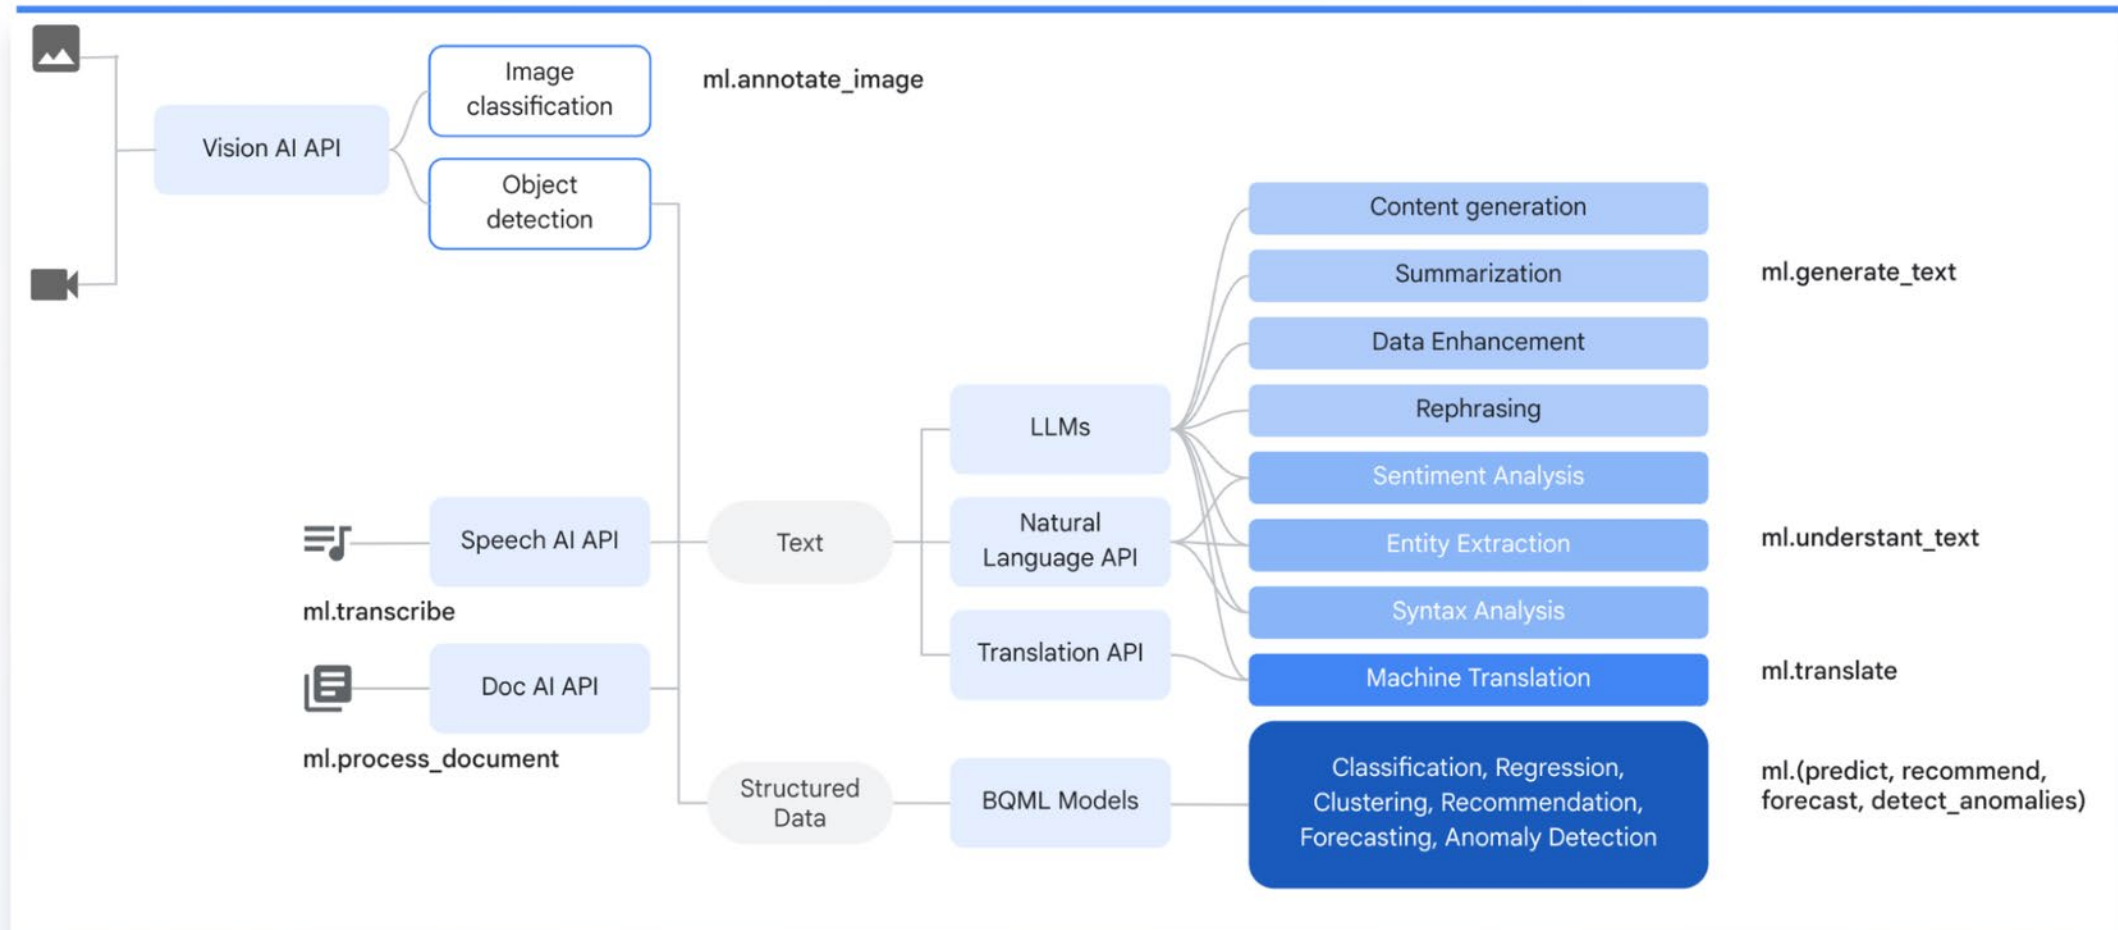 Image
classification
ml.annotate_image
Vision AI API
Object
detection
Content generation
Summarization
ml.generate_text
Data Enhancement
LLMs
Rephrasing
Sentiment Analysis
Speech AI API
Text
Natural
Language API
Entity Extraction
ml.understant_text
ml.transcribe
Syntax Analysis
Translation API
Machine Translation
ml.translate
Doc AI API
ml.process_document
Structured
Data
BQML Models
Classification, Regression,
Clustering, Recommendation,
Forecasting, Anomaly Detection
ml.(predict, recommend,
forecast, detect_anomalies)